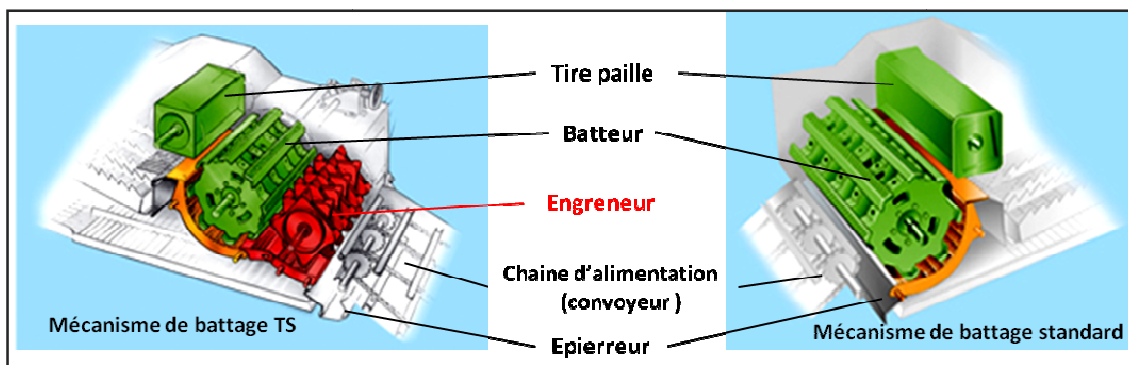 Tire paille
Batteur
Engreneur
Chaine d'alimentation
(convoyeur )
Epierreur
Mécanisme de battage TS
Mécanisme de battage standard